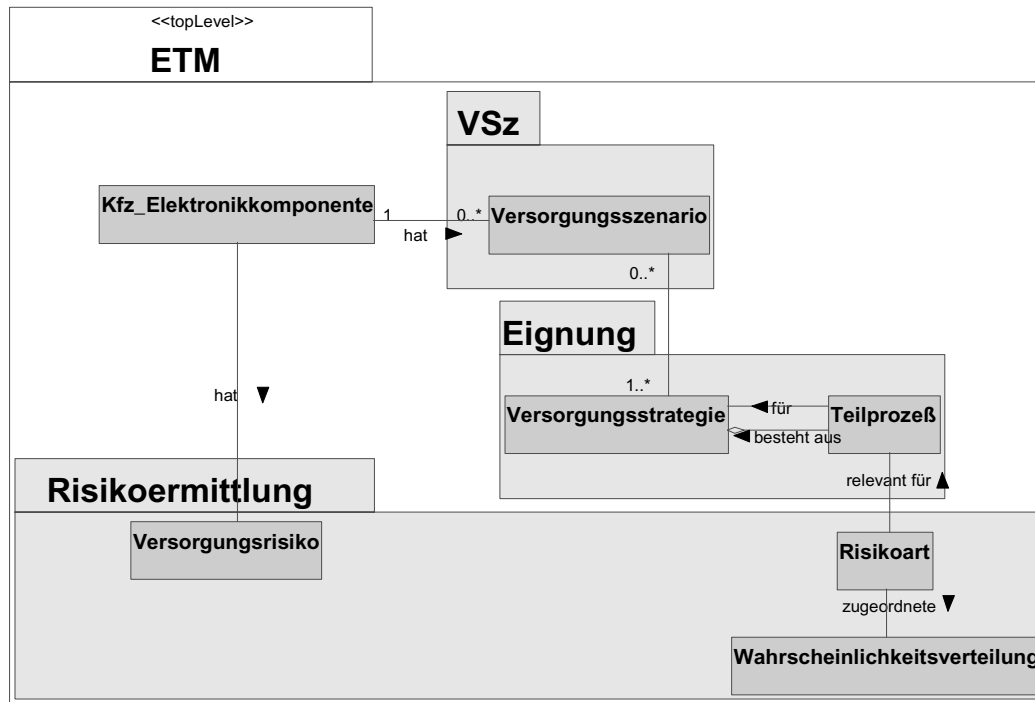 <<topLevel>>
ETM
VSz
Kfz_Elektronikkomponente
1
0..*
Versorgungsszenario
hat
0..*
Eignung
hat
1..*
Versorgungsstrategie
für
Teilprozeß
besteht aus
Risikoermittlung
relevant für
Versorgungsrisiko
Risikoart
zugeordnete
Wahrscheinlichkeitsverteilung